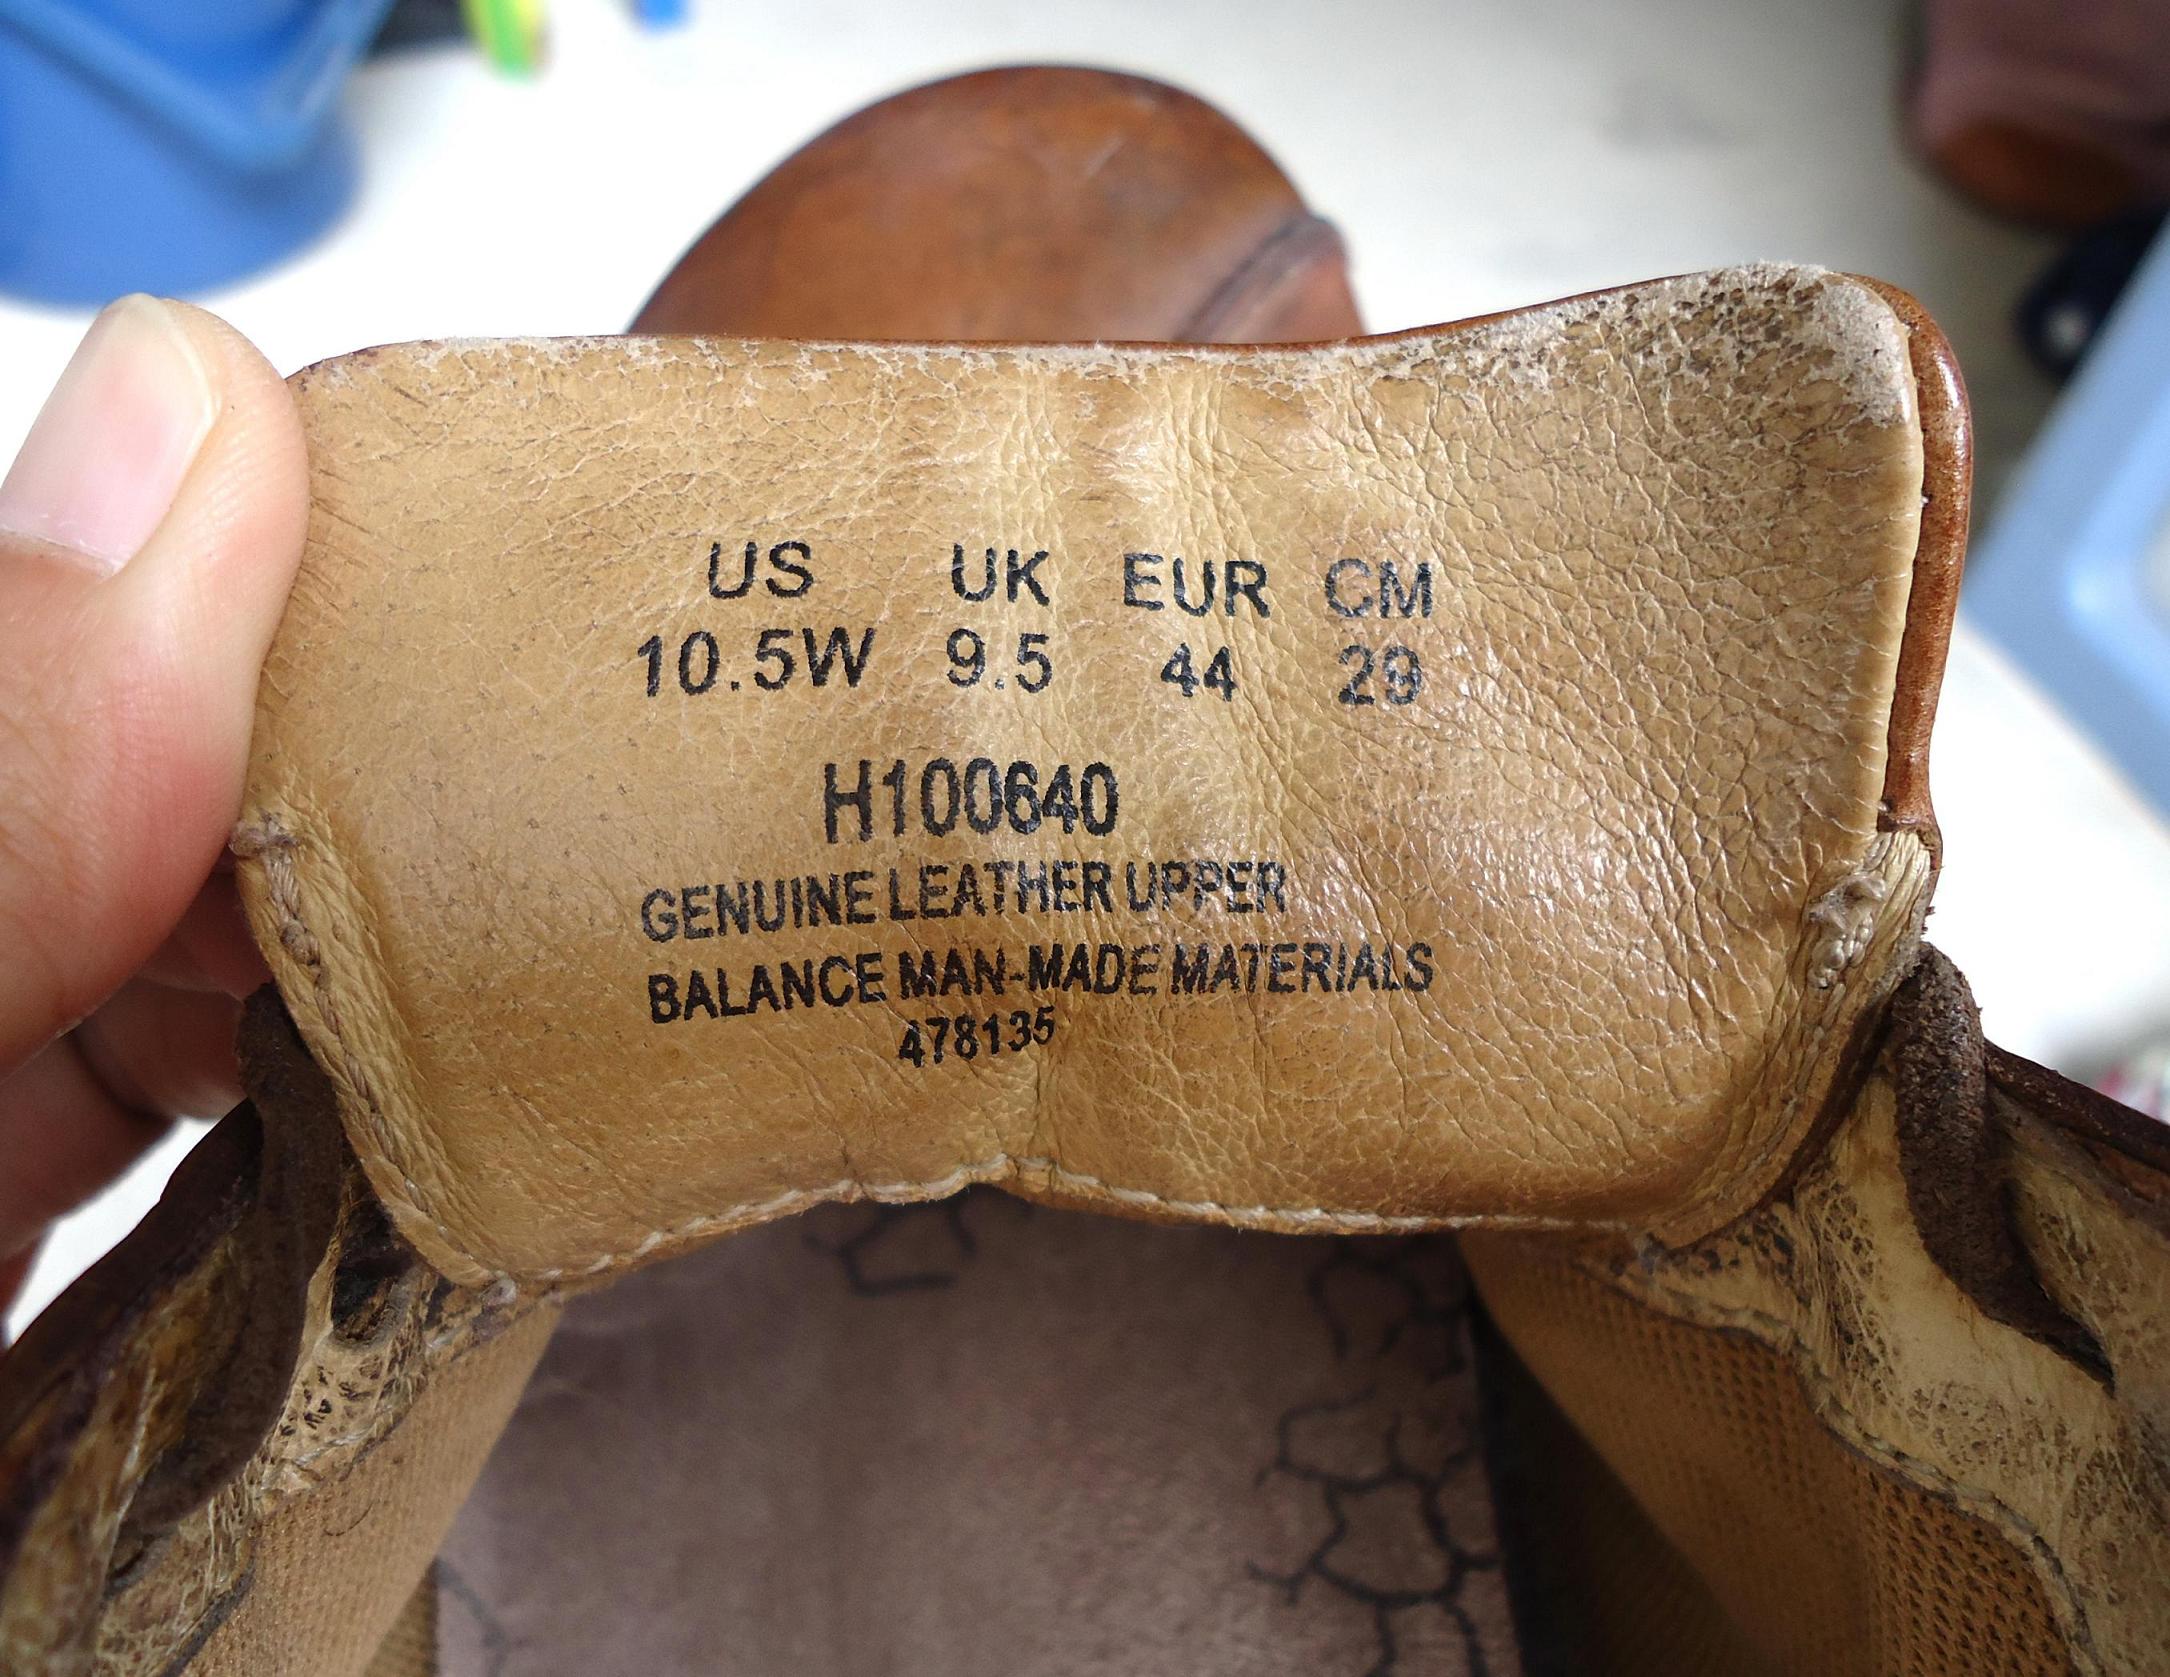 US UK EUR CM
10.5W 9.5 44 29
H100640
GENUINE LEATHER UPPER
BALANCE MAN-MADE MATERIALS
478135